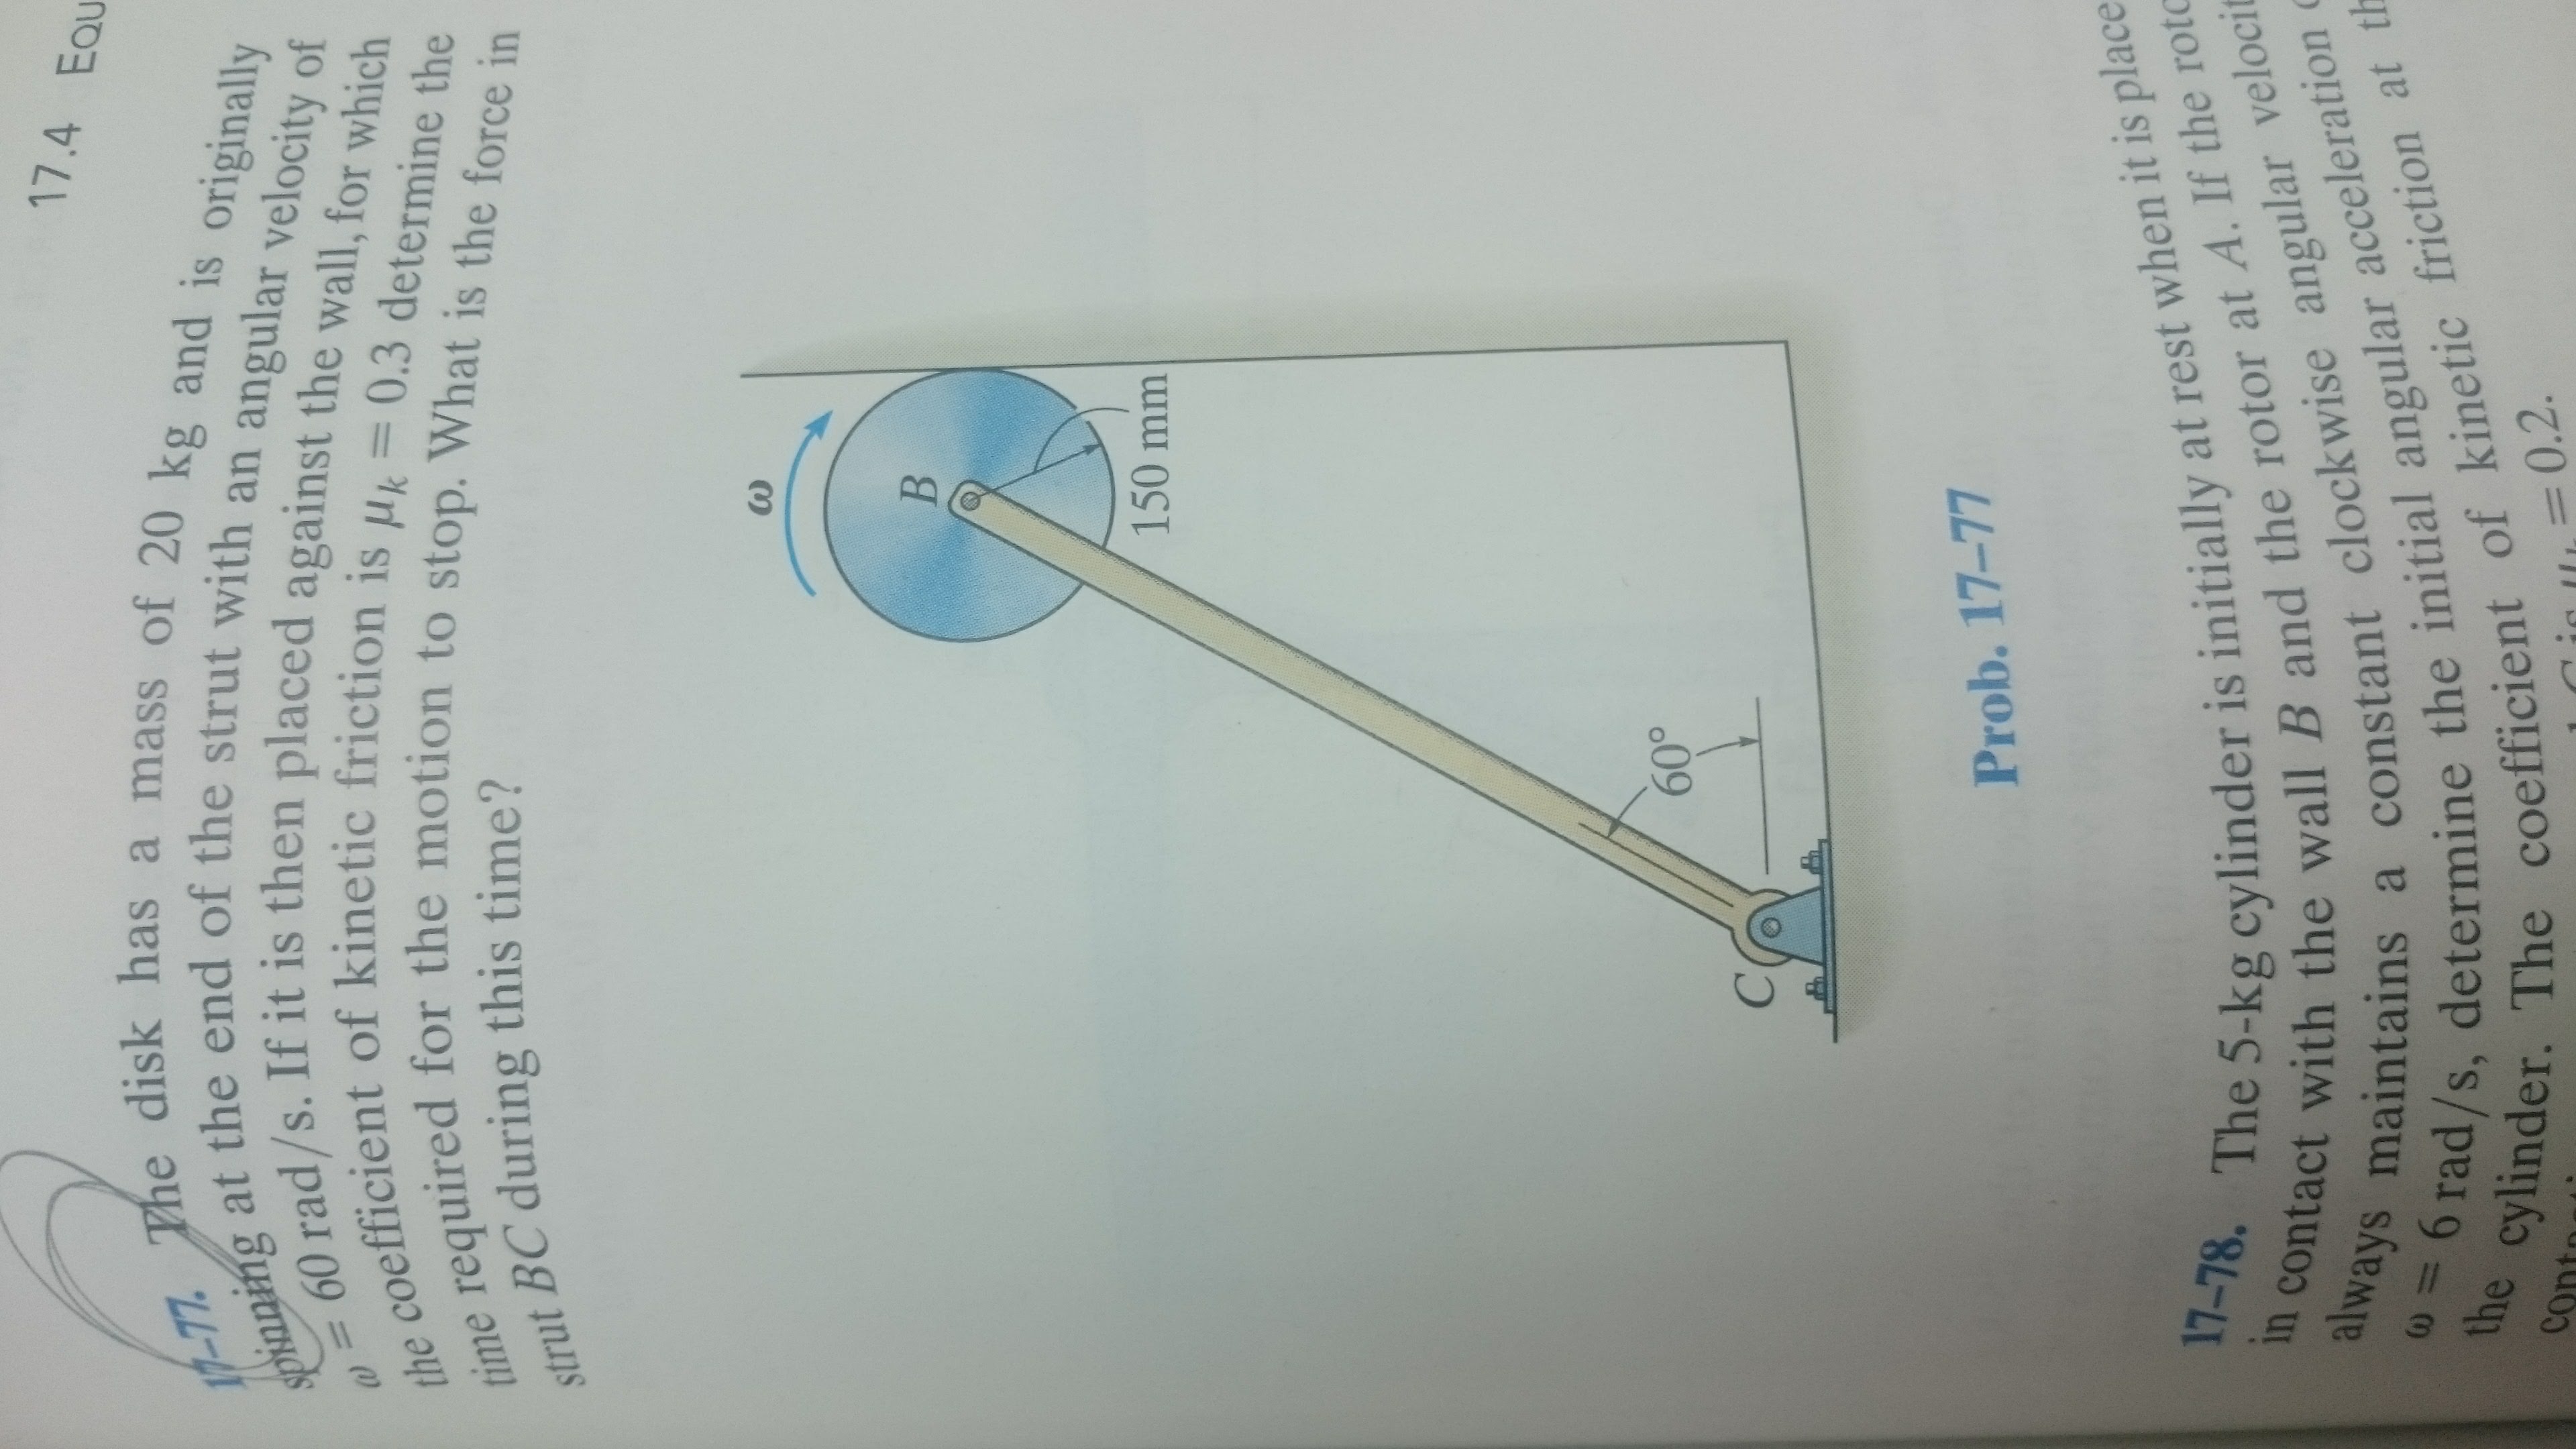 17.4 EQU
17–77. The disk has a mass of 20 kg and is originally
spinning at the end of the strut with an angular velocity of
ω = 60 rad/s. If it is then placed against the wall, for which
the coefficient of kinetic friction is μk = 0.3 determine the
time required for the motion to stop. What is the force in
strut BC during this time?
ω
B
150 mm
60°
C
Prob. 17–77
17–78. The 5-kg cylinder is initially at rest when it is place
in contact with the wall B and the rotor at A. If the roto
always maintains a constant clockwise angular velocit
ω = 6 rad/s, determine the initial angular acceleration o
the cylinder. The coefficient of kinetic friction at th
C is μk = 0.2.